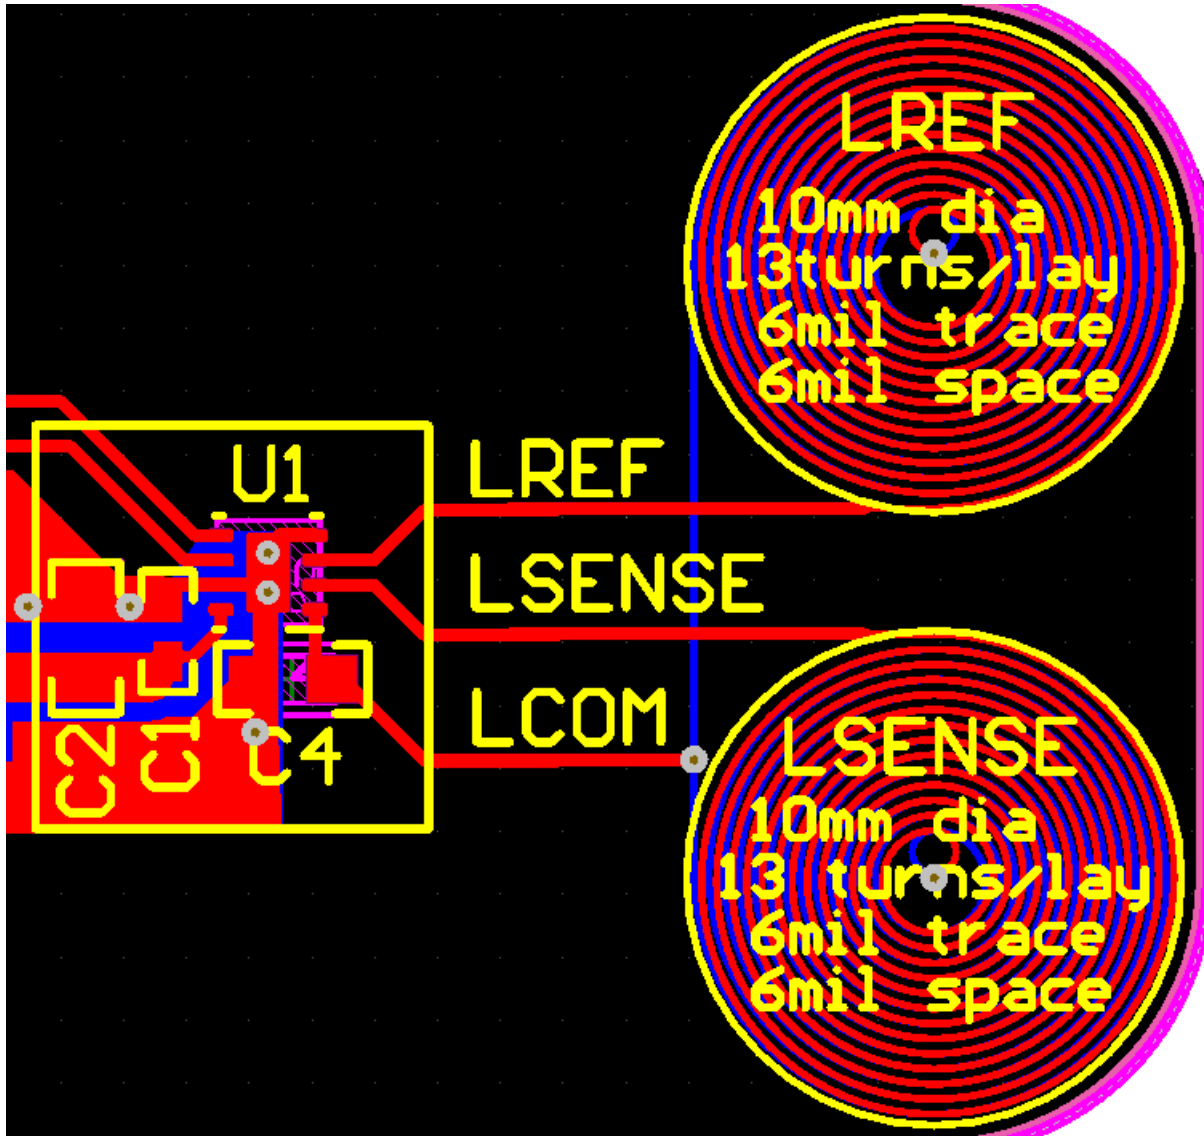 LREF
10mm dia
13turns/lay
6mil trace
6mil space
U1
LREF
LSENSE
LCOM
C2
C1
C4
LSENSE
10mm dia
13 turns/lay
6mil trace
6mil space